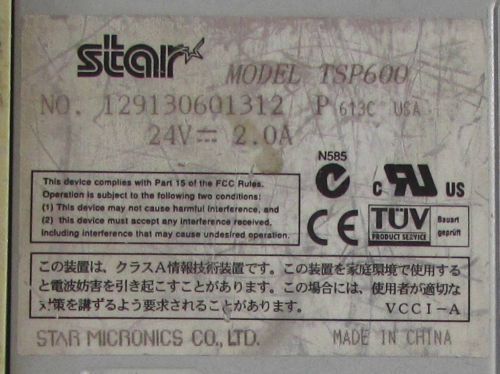 star
MODEL TSP600
NO. 129130601312 P 613C USA
24V⎓ 2.0A
N585
This device complies with Part 15 of the FCC Rules.
Operation is subject to the following two conditions:
(1) This device may not cause harmful interference, and
(2) this device must accept any interference received,
including interference that may cause undesired operation.
C UR US
CE
TÜV
PRODUCT SERVICE
Bauart
geprüft
この装置は、クラスA情報技術装置です。この装置を家庭環境で使用する
と電波妨害を引き起こすことがあります。この場合には、使用者が適切な
対策を講ずるよう要求されることがあります。 VCCI-A
STAR MICRONICS CO., LTD. MADE IN CHINA